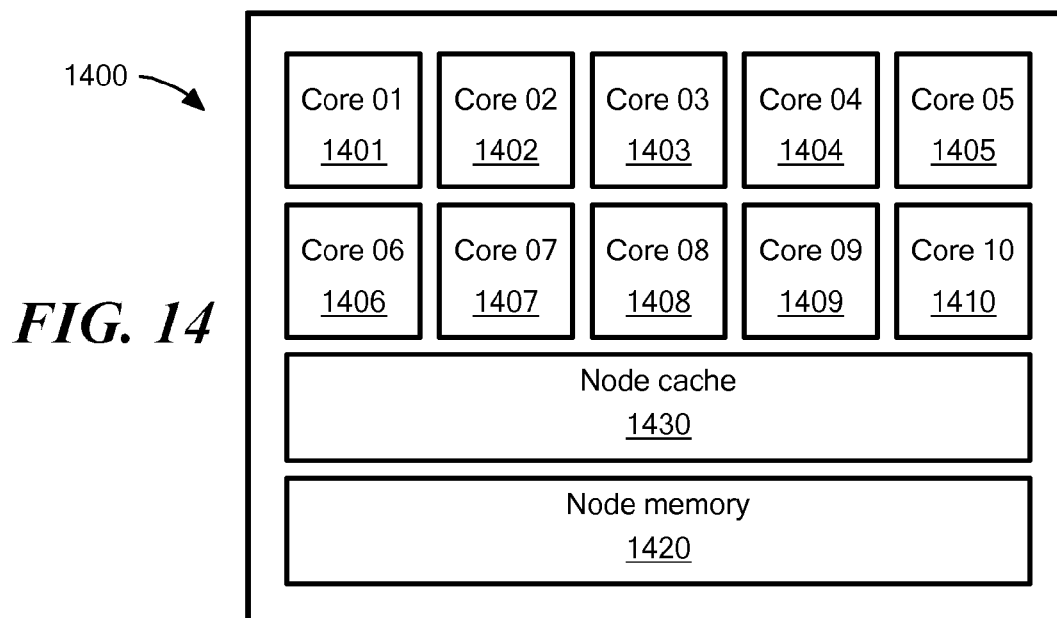 1400
Core 01 Core 02 Core 03 Core 04 Core 05
1401 1402 1403 1404 1405
Core 06 Core 07 Core 08 Core 09 Core 10
1406 1407 1408 1409 1410
FIG. 14
Node cache
1430
Node memory
1420